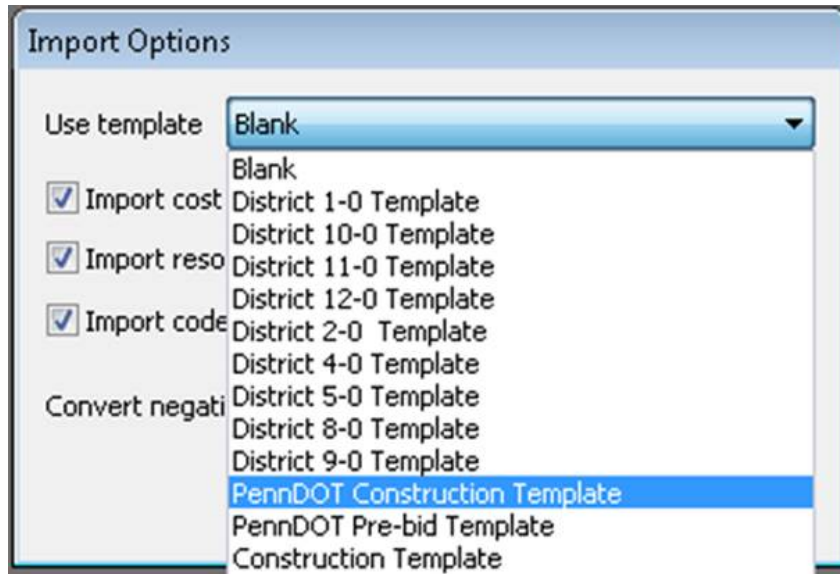 Import Options
Use template Blank
Blank
Import cost District 1-0 Template
District 10-0 Template
Import reso District 11-0 Template
District 12-0 Template
Import code District 2-0 Template
District 4-0 Template
District 5-0 Template
Convert negati District 8-0 Template
District 9-0 Template
PennDOT Construction Template
PennDOT Pre-bid Template
Construction Template